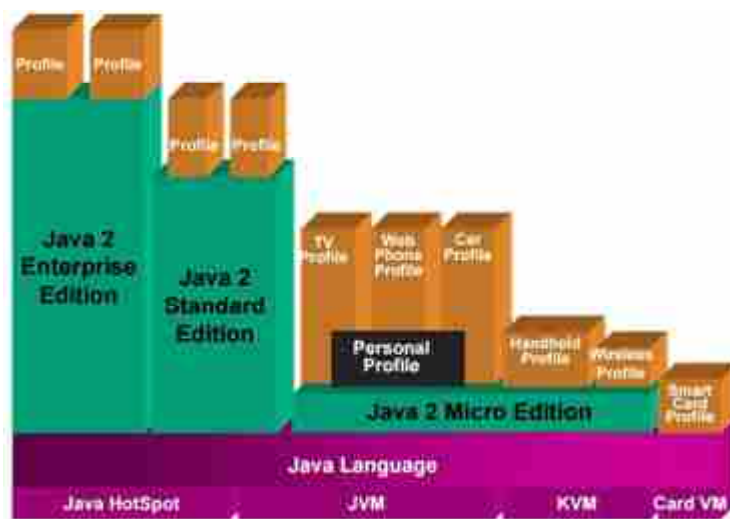 Profile
Profile
Profile
Profile
Java 2
Enterprise
Edition
Java 2
Standard
Edition
TV
Profile
Web
Phone
Profile
Car
Profile
Personal
Profile
Handheld
Profile
Wireless
Profile
Smart
Card
Profile
Java 2 Micro Edition
Java Language
Java HotSpot
JVM
KVM
Card VM